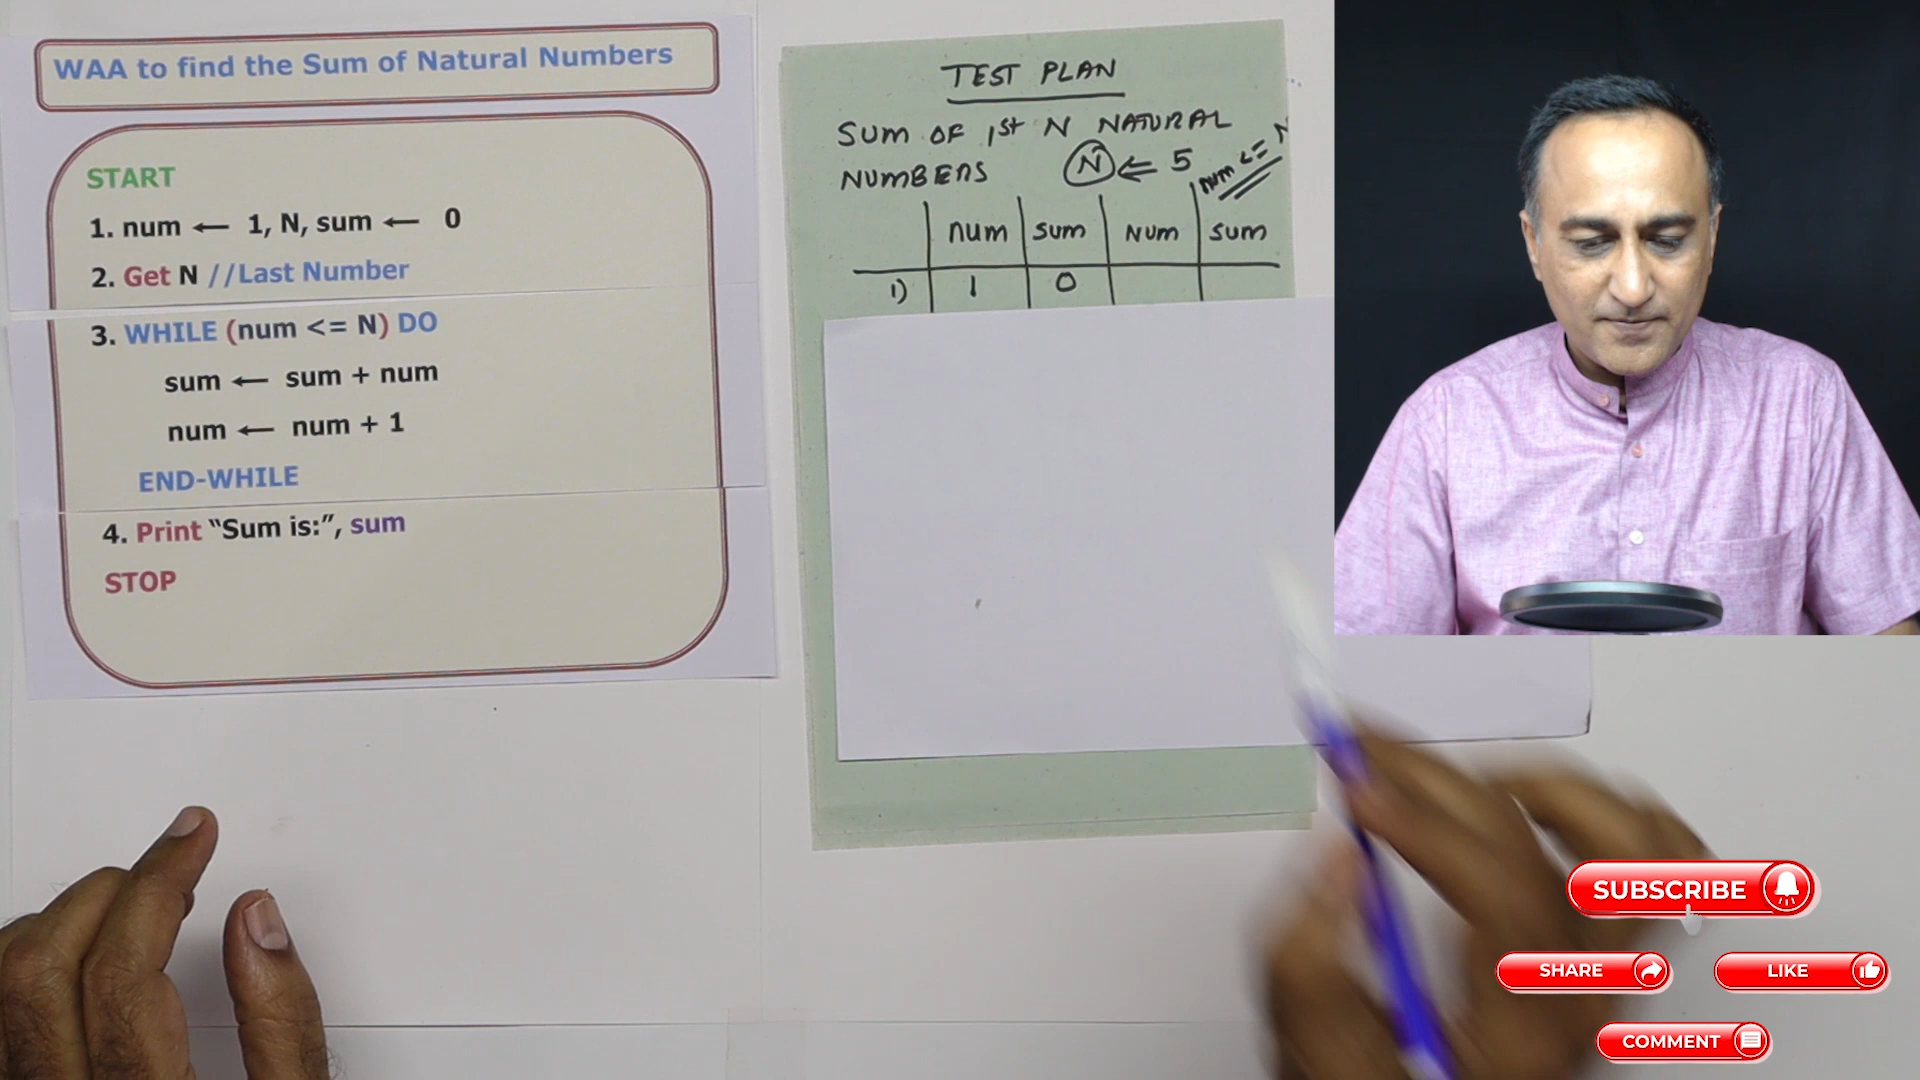 WAA to find the Sum of Natural Numbers
START
1. num ← 1, N, sum ← 0
2. Get N //Last Number
3. WHILE (num <= N) DO
sum ← sum + num
num ← num + 1
END-WHILE
4. Print “Sum is:”, sum
STOP
TEST PLAN
SUM OF 1st N NATURAL
NUMBERS N ← 5
num <= N
num sum Num sum
1) 1 0
SUBSCRIBE
SHARE LIKE
COMMENT